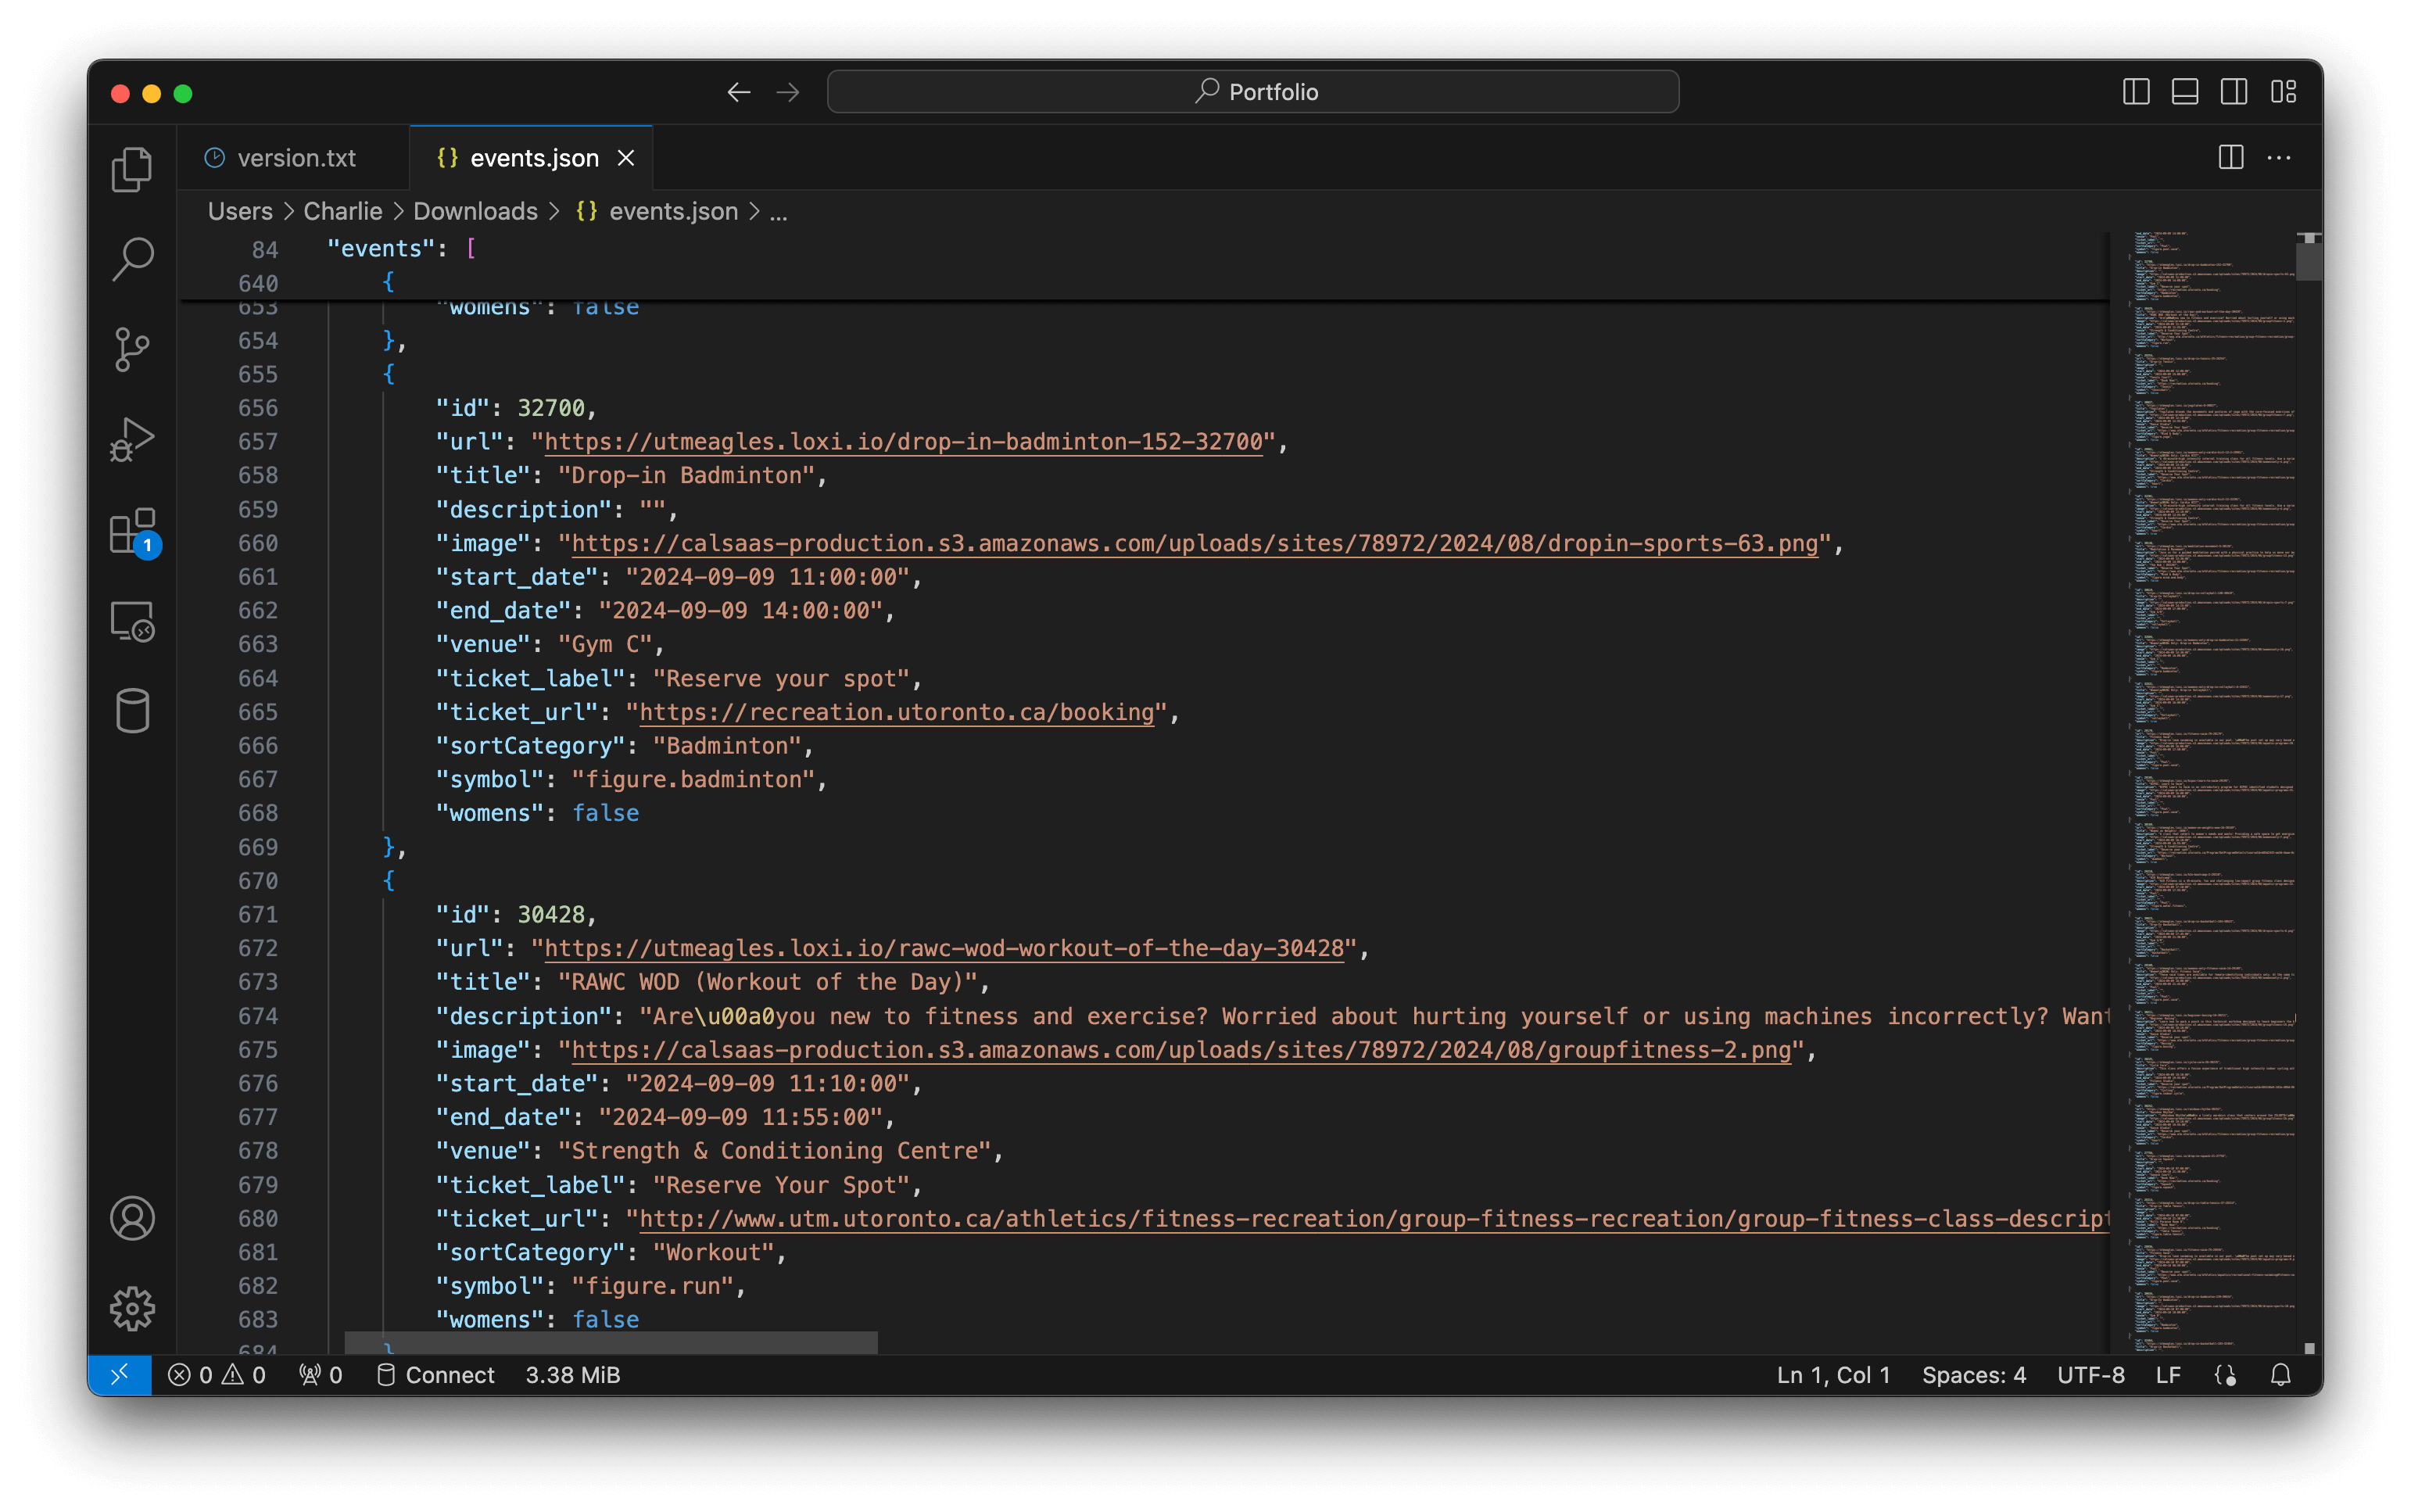 Portfolio
version.txt
{} events.json
Users > Charlie > Downloads > {} events.json > ...
84 "events": [
640 {
653 "womens": false
654 },
655 {
656 "id": 32700,
657 "url": "https://utmeagles.loxi.io/drop-in-badminton-152-32700",
658 "title": "Drop-in Badminton",
659 "description": "",
660 "image": "https://calsaas-production.s3.amazonaws.com/uploads/sites/78972/2024/08/dropin-sports-63.png",
661 "start_date": "2024-09-09 11:00:00",
662 "end_date": "2024-09-09 14:00:00",
663 "venue": "Gym C",
664 "ticket_label": "Reserve your spot",
665 "ticket_url": "https://recreation.utoronto.ca/booking",
666 "sortCategory": "Badminton",
667 "symbol": "figure.badminton",
668 "womens": false
669 },
670 {
671 "id": 30428,
672 "url": "https://utmeagles.loxi.io/rawc-wod-workout-of-the-day-30428",
673 "title": "RAWC WOD (Workout of the Day)",
674 "description": "Are\u00a0you new to fitness and exercise? Worried about hurting yourself or using machines incorrectly? Want
675 "image": "https://calsaas-production.s3.amazonaws.com/uploads/sites/78972/2024/08/groupfitness-2.png",
676 "start_date": "2024-09-09 11:10:00",
677 "end_date": "2024-09-09 11:55:00",
678 "venue": "Strength & Conditioning Centre",
679 "ticket_label": "Reserve Your Spot",
680 "ticket_url": "http://www.utm.utoronto.ca/athletics/fitness-recreation/group-fitness-recreation/group-fitness-class-descript
681 "sortCategory": "Workout",
682 "symbol": "figure.run",
683 "womens": false
684 }
1
0 0 0 Connect 3.38 MiB Ln 1, Col 1 Spaces: 4 UTF-8 LF {}